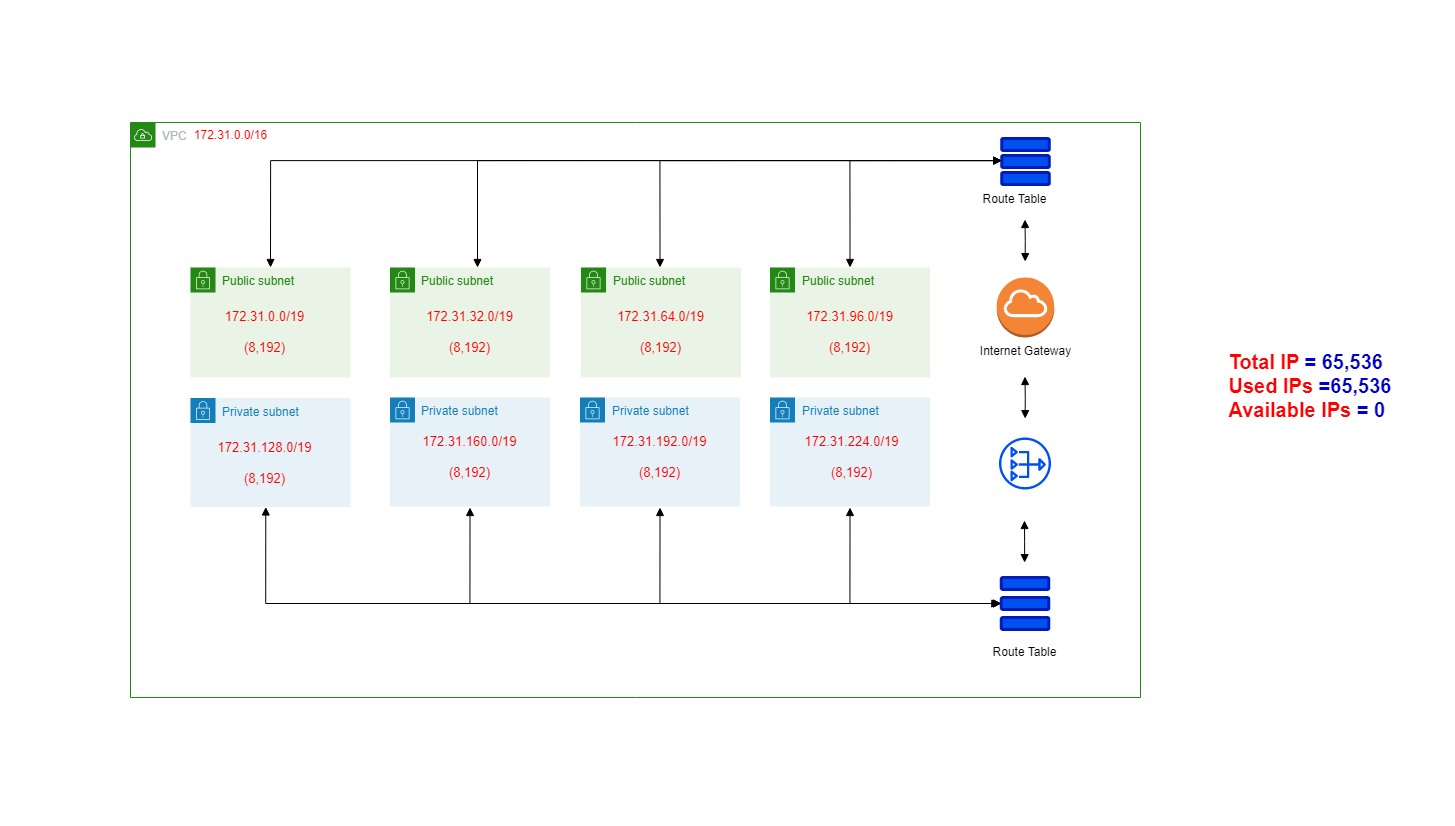 VPC 172.31.0.0/16
Route Table
Public subnet
172.31.0.0/19
(8,192)
Public subnet
172.31.32.0/19
(8,192)
Public subnet
172.31.64.0/19
(8,192)
Public subnet
172.31.96.0/19
(8,192)
Internet Gateway
Private subnet
172.31.128.0/19
(8,192)
Private subnet
172.31.160.0/19
(8,192)
Private subnet
172.31.192.0/19
(8,192)
Private subnet
172.31.224.0/19
(8,192)
Route Table
Total IP = 65,536
Used IPs =65,536
Available IPs = 0